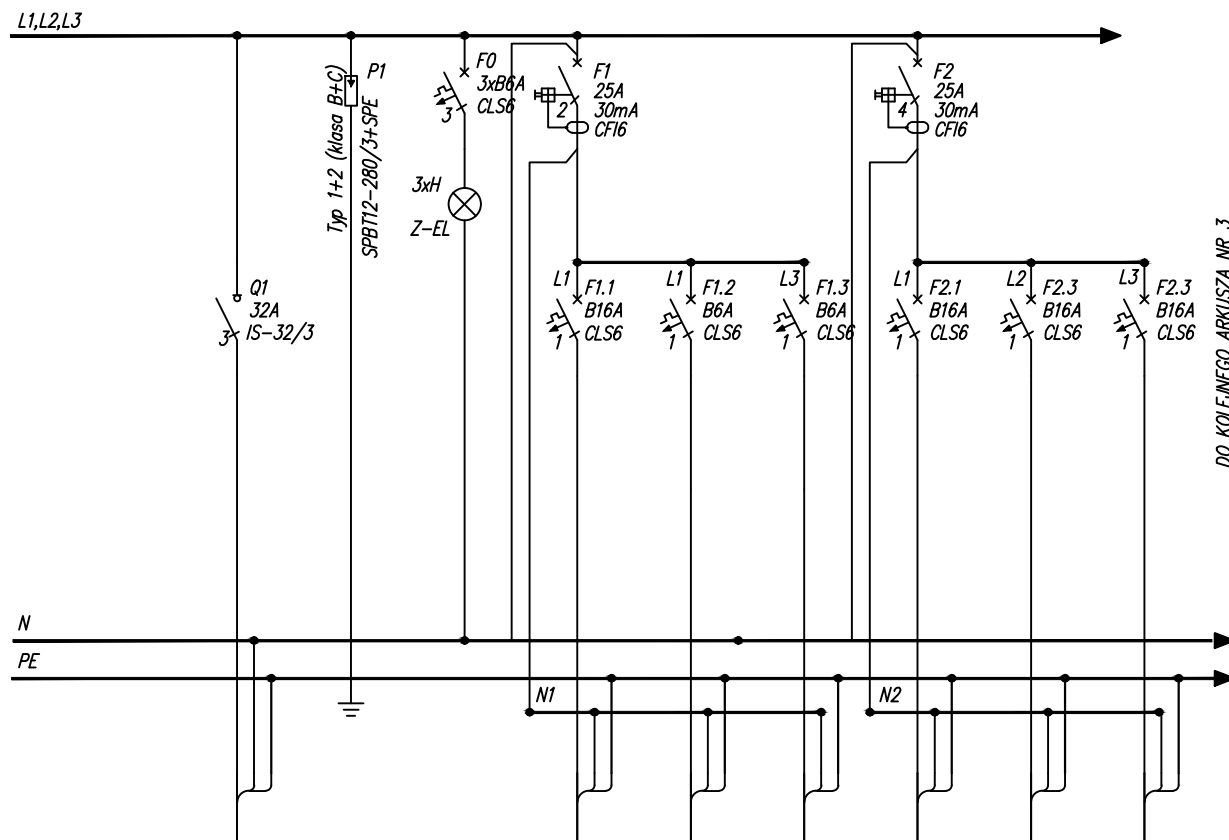 L1,L2,L3
P1
Typ 1+2 (klasa B+C)
SPBT12-280/3+SPE
F0
3xB6A
CLS6
3
3xH
Z-EL
F1
25A
30mA
CFI6
2
F2
25A
30mA
CFI6
4
Q1
32A
IS-32/3
3
L1
F1.1
B16A
CLS6
1
L1
F1.2
B6A
CLS6
1
L3
F1.3
B6A
CLS6
1
L1
F2.1
B16A
CLS6
1
L2
F2.3
B16A
CLS6
1
L3
F2.3
B16A
CLS6
1
DO KOLEJNEGO ARKUSZA NR 3
N
PE
N1
N2